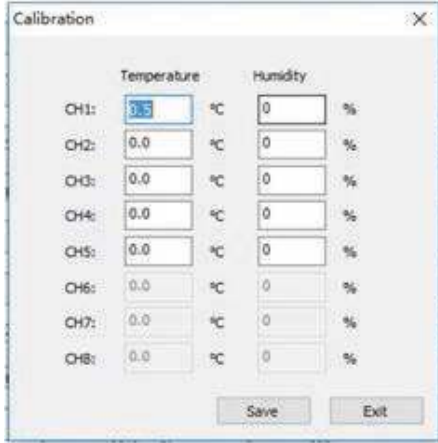 Calibration
Temperature Humidity
CH1: 0.5 °C 0 %
CH2: 0.0 °C 0 %
CH3: 0.0 °C 0 %
CH4: 0.0 °C 0 %
CH5: 0.0 °C 0 %
CH6: 0.0 °C 0 %
CH7: 0.0 °C 0 %
CH8: 0.0 °C 0 %
Save Exit